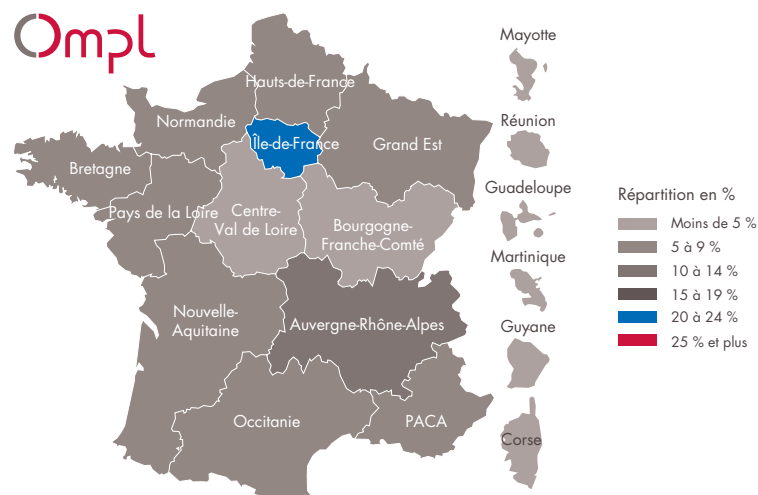 Ompl
Mayotte
Hauts-de-France
Normandie
Réunion
Île-de-France
Grand Est
Bretagne
Guadeloupe
Pays de la Loire
Centre-
Val de Loire
Bourgogne-
Franche-Comté
Martinique
Nouvelle-
Aquitaine
Auvergne-Rhône-Alpes
Guyane
Occitanie
PACA
Corse
Répartition en %
Moins de 5 %
5 à 9 %
10 à 14 %
15 à 19 %
20 à 24 %
25 % et plus